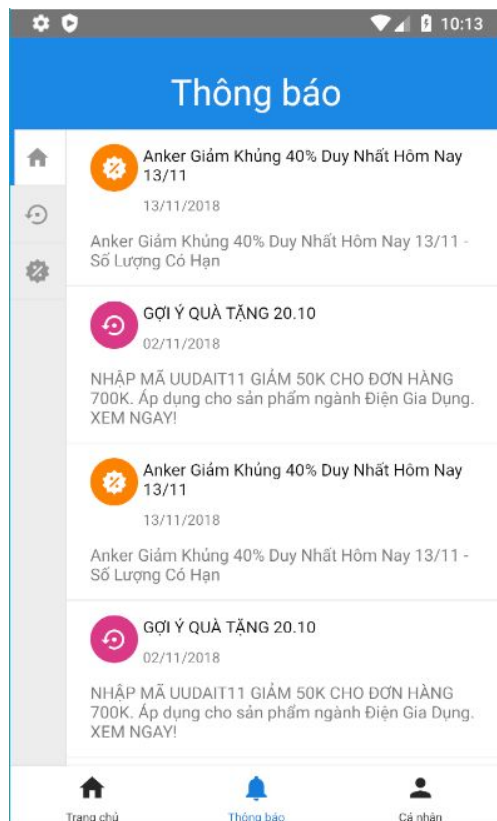 10:13
Thông báo
Anker Giảm Khủng 40% Duy Nhất Hôm Nay
13/11
13/11/2018
Anker Giảm Khủng 40% Duy Nhất Hôm Nay 13/11 -
Số Lượng Có Hạn
GỢI Ý QUÀ TẶNG 20.10
02/11/2018
NHẬP MÃ UUDAIT11 GIẢM 50K CHO ĐƠN HÀNG
700K. Áp dụng cho sản phẩm ngành Điện Gia Dụng.
XEM NGAY!
Anker Giảm Khủng 40% Duy Nhất Hôm Nay
13/11
13/11/2018
Anker Giảm Khủng 40% Duy Nhất Hôm Nay 13/11 -
Số Lượng Có Hạn
GỢI Ý QUÀ TẶNG 20.10
02/11/2018
NHẬP MÃ UUDAIT11 GIẢM 50K CHO ĐƠN HÀNG
700K. Áp dụng cho sản phẩm ngành Điện Gia Dụng.
XEM NGAY!
Trang chủ Thông báo Cá nhân